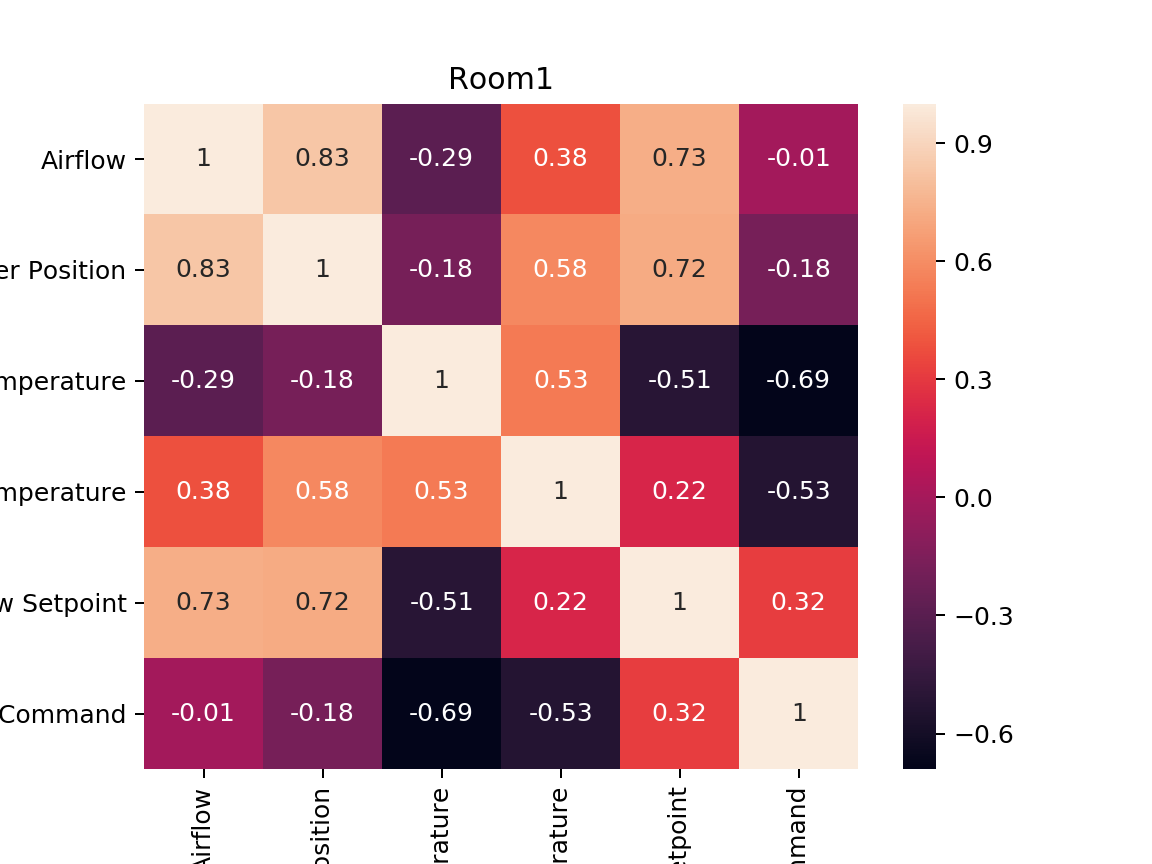 Room1
Airflow 1 0.83 -0.29 0.38 0.73 -0.01
er Position 0.83 1 -0.18 0.58 0.72 -0.18
mperature -0.29 -0.18 1 0.53 -0.51 -0.69
mperature 0.38 0.58 0.53 1 0.22 -0.53
w Setpoint 0.73 0.72 -0.51 0.22 1 0.32
Command -0.01 -0.18 -0.69 -0.53 0.32 1
Airflow
osition
rature
rature
etpoint
mmand
0.9
0.6
0.3
0.0
−0.3
−0.6